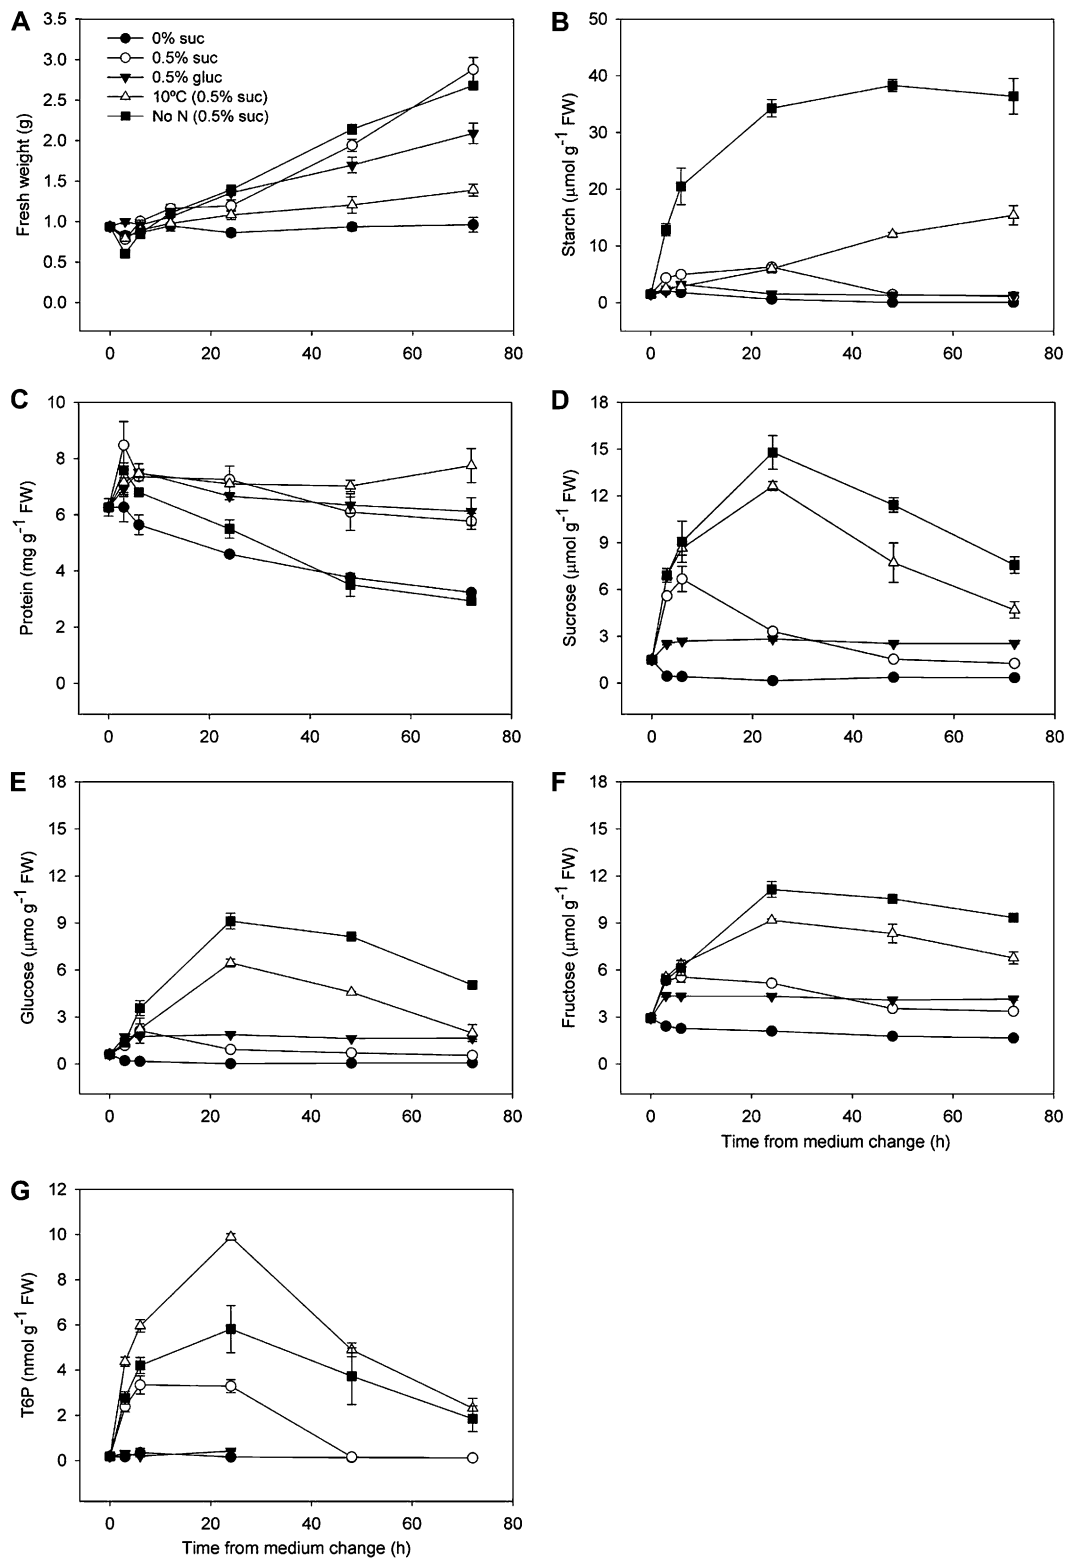 A
3.5
3.0
2.5
2.0
1.5
1.0
0.5
0.0
Fresh weight (g)
0% suc
0.5% suc
0.5% gluc
10ºC (0.5% suc)
No N (0.5% suc)
0 20 40 60 80
B
50
40
30
20
10
0
Starch (μmol g⁻¹ FW)
0 20 40 60 80
C
10
8
6
4
2
0
Protein (mg g⁻¹ FW)
0 20 40 60 80
D
18
15
12
9
6
3
0
Sucrose (μmol g⁻¹ FW)
0 20 40 60 80
E
18
15
12
9
6
3
0
Glucose (μmo g⁻¹ FW)
0 20 40 60 80
F
18
15
12
9
6
3
0
Fructose (μmol g⁻¹ FW)
0 20 40 60 80
Time from medium change (h)
G
12
10
8
6
4
2
0
T6P (nmol g⁻¹ FW)
0 20 40 60 80
Time from medium change (h)